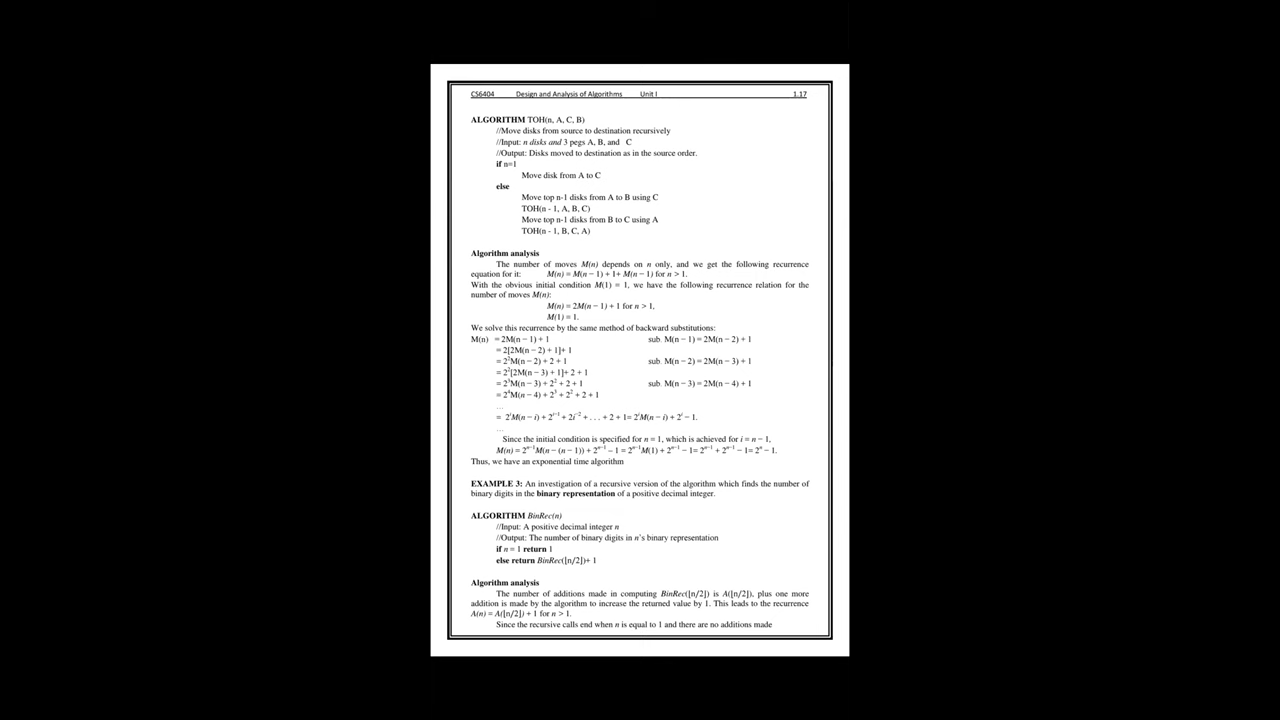 CS6404 Design and Analysis of Algorithms Unit I 1.17
ALGORITHM TOH(n, A, C, B)
//Move disks from source to destination recursively
//Input: n disks and 3 pegs A, B, and C
//Output: Disks moved to destination as in the source order.
if n=1
Move disk from A to C
else
Move top n-1 disks from A to B using C
TOH(n - 1, A, B, C)
Move top n-1 disks from B to C using A
TOH(n - 1, B, C, A)
Algorithm analysis
The number of moves M(n) depends on n only, and we get the following recurrence
equation for it: M(n) = M(n − 1) + 1+ M(n − 1) for n > 1.
With the obvious initial condition M(1) = 1, we have the following recurrence relation for the
number of moves M(n):
M(n) = 2M(n − 1) + 1 for n > 1,
M(1) = 1.
We solve this recurrence by the same method of backward substitutions:
M(n) = 2M(n − 1) + 1 sub. M(n − 1) = 2M(n − 2) + 1
= 2[2M(n − 2) + 1]+ 1
= 2²M(n − 2) + 2 + 1 sub. M(n − 2) = 2M(n − 3) + 1
= 2²[2M(n − 3) + 1]+ 2 + 1
= 2³M(n − 3) + 2² + 2 + 1 sub. M(n − 3) = 2M(n − 4) + 1
= 2⁴M(n − 4) + 2³ + 2² + 2 + 1
…
= 2ⁱM(n − i) + 2ⁱ⁻¹ + 2i⁻² + . . . + 2 + 1= 2ⁱM(n − i) + 2ⁱ − 1.
…
Since the initial condition is specified for n = 1, which is achieved for i = n − 1,
M(n) = 2ⁿ⁻¹M(n − (n − 1)) + 2ⁿ⁻¹ − 1 = 2ⁿ⁻¹M(1) + 2ⁿ⁻¹ − 1= 2ⁿ⁻¹ + 2ⁿ⁻¹ − 1= 2ⁿ − 1.
Thus, we have an exponential time algorithm
EXAMPLE 3: An investigation of a recursive version of the algorithm which finds the number of
binary digits in the binary representation of a positive decimal integer.
ALGORITHM BinRec(n)
//Input: A positive decimal integer n
//Output: The number of binary digits in n’s binary representation
if n = 1 return 1
else return BinRec(⌊n/2⌋)+ 1
Algorithm analysis
The number of additions made in computing BinRec(⌊n/2⌋) is A(⌊n/2⌋), plus one more
addition is made by the algorithm to increase the returned value by 1. This leads to the recurrence
A(n) = A(⌊n/2⌋) + 1 for n > 1.
Since the recursive calls end when n is equal to 1 and there are no additions made